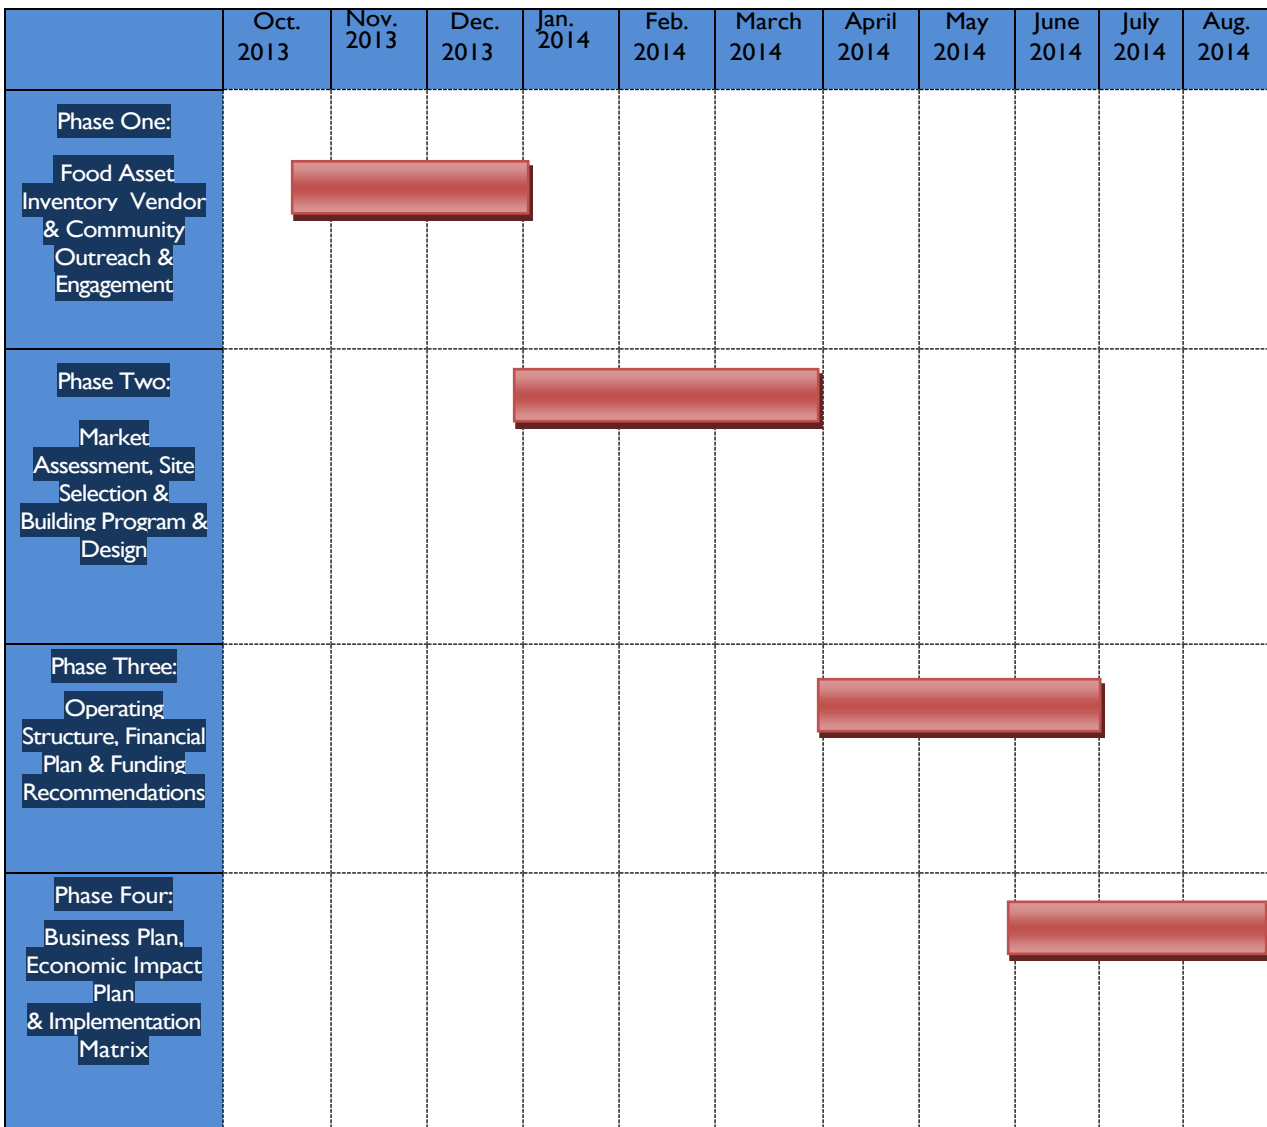 Oct. Nov. Dec. Jan. Feb. March April May June July Aug.
2013 2013 2013 2014 2014 2014 2014 2014 2014 2014 2014
Phase One:
Food Asset
Inventory Vendor
& Community
Outreach &
Engagement
Phase Two:
Market
Assessment, Site
Selection &
Building Program &
Design
Phase Three:
Operating
Structure, Financial
Plan & Funding
Recommendations
Phase Four:
Business Plan,
Economic Impact
Plan
& Implementation
Matrix